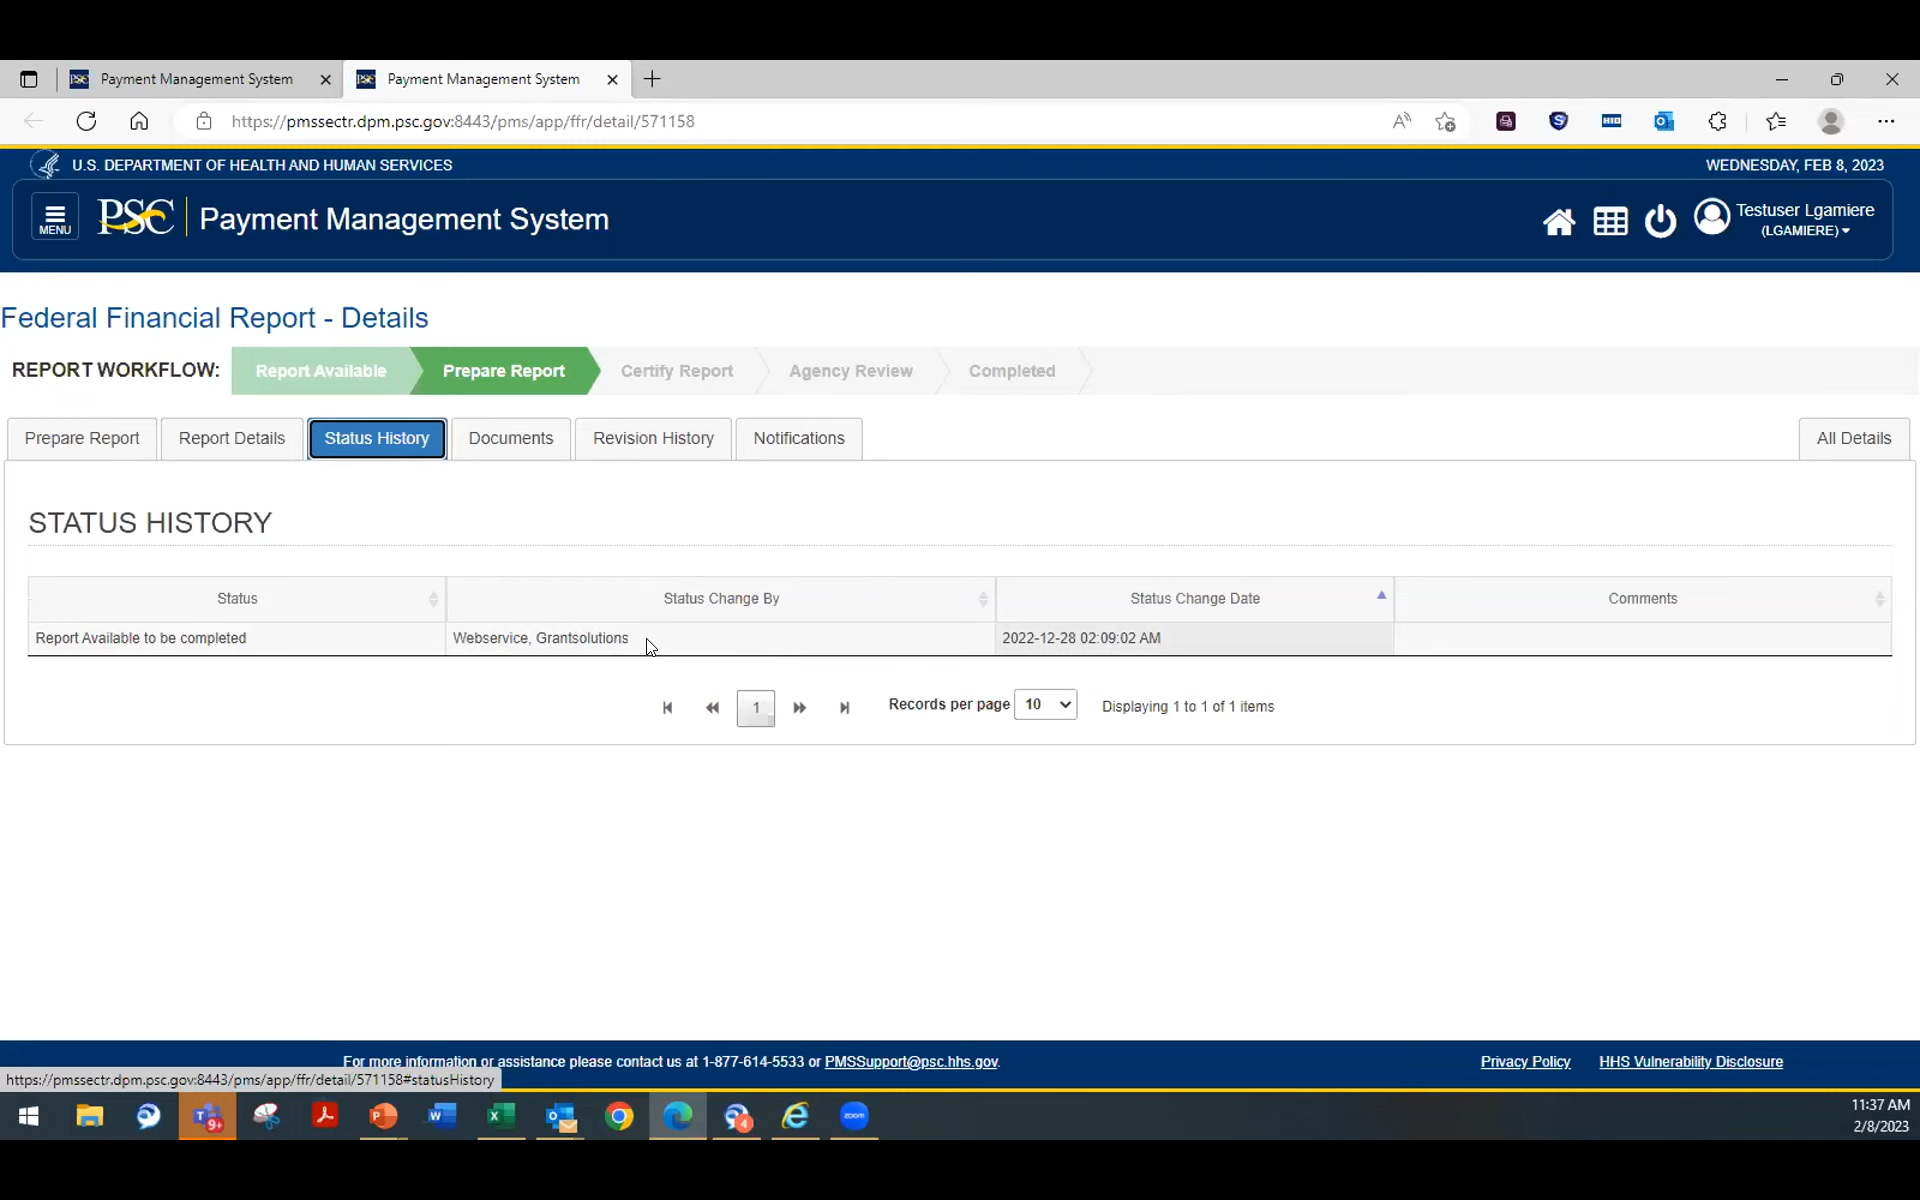 Payment Management System
Payment Management System
https://pmssectr.dpm.psc.gov:8443/pms/app/ffr/detail/571158
U.S. DEPARTMENT OF HEALTH AND HUMAN SERVICES
WEDNESDAY, FEB 8, 2023
MENU
PSC
Payment Management System
Testuser Lgamiere
(LGAMIERE)
Federal Financial Report - Details
REPORT WORKFLOW: Report Available Prepare Report Certify Report Agency Review Completed
Prepare Report Report Details Status History Documents Revision History Notifications All Details
STATUS HISTORY
Status Status Change By Status Change Date Comments
Report Available to be completed Webservice, Grantsolutions 2022-12-28 02:09:02 AM
1 Records per page 10 Displaying 1 to 1 of 1 items
For more information or assistance please contact us at 1-877-614-5533 or PMSSupport@psc.hhs.gov.
Privacy Policy HHS Vulnerability Disclosure
https://pmssectr.dpm.psc.gov:8443/pms/app/ffr/detail/571158#statusHistory
11:37 AM
2/8/2023